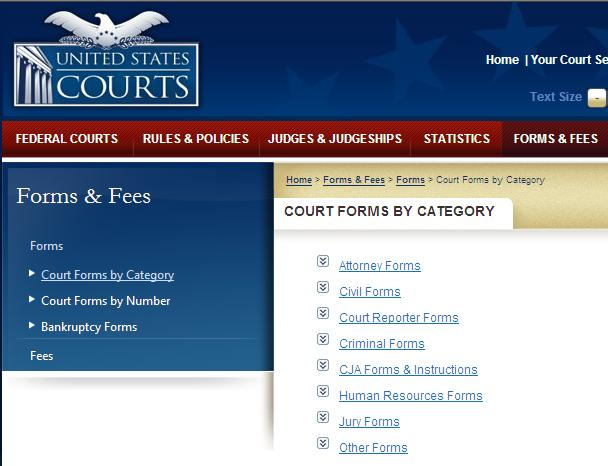 UNITED STATES
COURTS
Home | Your Court Se
Text Size -
FEDERAL COURTS RULES & POLICIES JUDGES & JUDGESHIPS STATISTICS FORMS & FEES
Forms & Fees
Forms
Court Forms by Category
Court Forms by Number
Bankruptcy Forms
Fees
Home > Forms & Fees > Forms > Court Forms by Category
COURT FORMS BY CATEGORY
Attorney Forms
Civil Forms
Court Reporter Forms
Criminal Forms
CJA Forms & Instructions
Human Resources Forms
Jury Forms
Other Forms